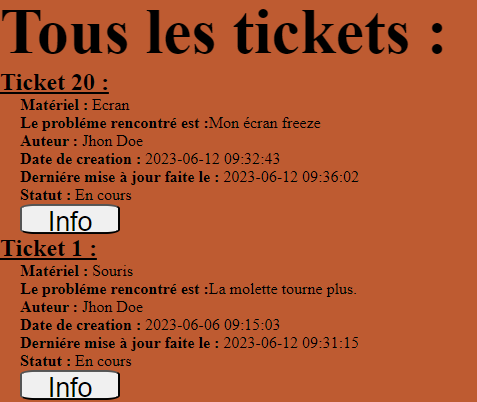 Tous les tickets :
Ticket 20 :
Matériel : Ecran
Le probléme rencontré est :Mon écran freeze
Auteur : Jhon Doe
Date de creation : 2023-06-12 09:32:43
Derniére mise à jour faite le : 2023-06-12 09:36:02
Statut : En cours
Info
Ticket 1 :
Matériel : Souris
Le probléme rencontré est :La molette tourne plus.
Auteur : Jhon Doe
Date de creation : 2023-06-06 09:15:03
Derniére mise à jour faite le : 2023-06-12 09:31:15
Statut : En cours
Info